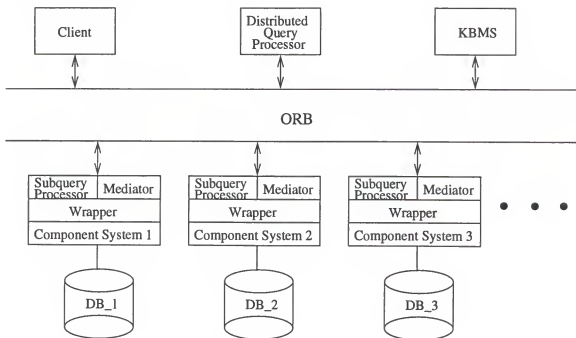 Client
Distributed
Query
Processor
KBMS
ORB
Subquery
Processor
Mediator
Wrapper
Component System 1
DB_1
Subquery
Processor
Mediator
Wrapper
Component System 2
DB_2
Subquery
Processor
Mediator
Wrapper
Component System 3
DB_3